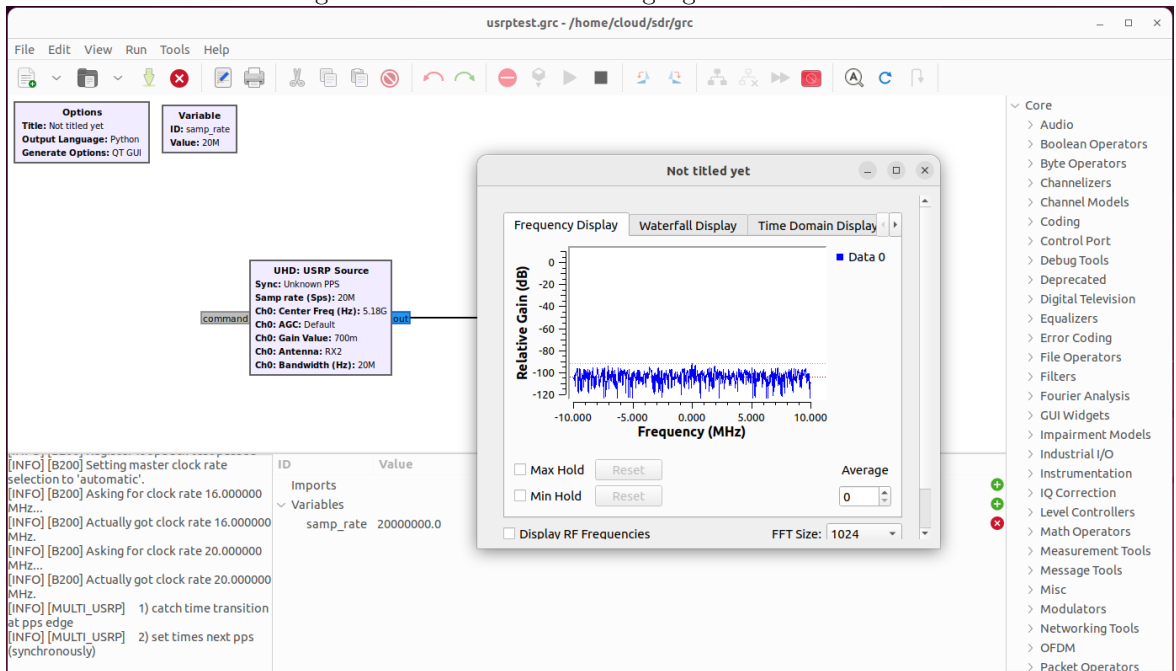 usrptest.grc - /home/cloud/sdr/grc
File Edit View Run Tools Help
Options
Title: Not titled yet
Output Language: Python
Generate Options: QT GUI
Variable
ID: samp_rate
Value: 20M
UHD: USRP Source
Sync: Unknown PPS
Samp rate (Sps): 20M
Ch0: Center Freq (Hz): 5.18G
Ch0: AGC: Default
Ch0: Gain Value: 700m
Ch0: Antenna: RX2
Ch0: Bandwidth (Hz): 20M
command
out
Not titled yet
Frequency Display Waterfall Display Time Domain Display
Data 0
Relative Gain (dB)
0
-20
-40
-60
-80
-100
-120
-10.000 -5.000 0.000 5.000 10.000
Frequency (MHz)
Max Hold Reset Average
Min Hold Reset 0
Display RF Frequencies FFT Size: 1024
Core
Audio
Boolean Operators
Byte Operators
Channelizers
Channel Models
Coding
Control Port
Debug Tools
Deprecated
Digital Television
Equalizers
Error Coding
File Operators
Filters
Fourier Analysis
GUI Widgets
Impairment Models
Industrial I/O
Instrumentation
IQ Correction
Level Controllers
Math Operators
Measurement Tools
Message Tools
Misc
Modulators
Networking Tools
OFDM
Packet Operators
[INFO] [B200] Setting master clock rate
selection to 'automatic'.
[INFO] [B200] Asking for clock rate 16.000000
MHz...
[INFO] [B200] Actually got clock rate 16.000000
MHz.
[INFO] [B200] Asking for clock rate 20.000000
MHz...
[INFO] [B200] Actually got clock rate 20.000000
MHz.
[INFO] [MULTI_USRP] 1) catch time transition
at pps edge
[INFO] [MULTI_USRP] 2) set times next pps
(synchronously)
ID Value
Imports
Variables
samp_rate 20000000.0